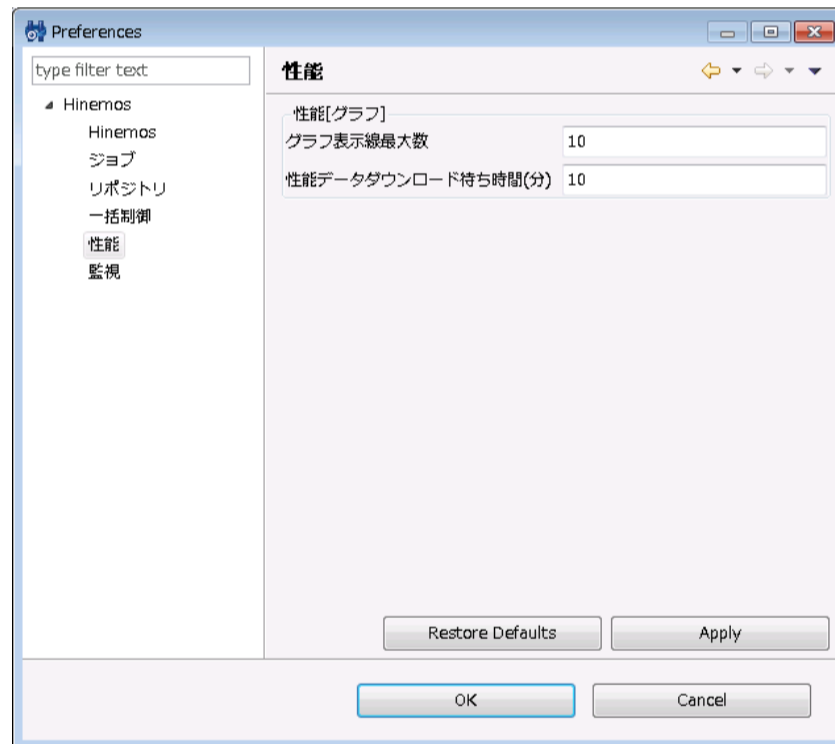 Preferences
type filter text
Hinemos
Hinemos
ジョブ
リポジトリ
一括制御
性能
監視
性能
性能[グラフ]
グラフ表示線最大数 10
性能データダウンロード待ち時間(分) 10
Restore Defaults Apply
OK Cancel